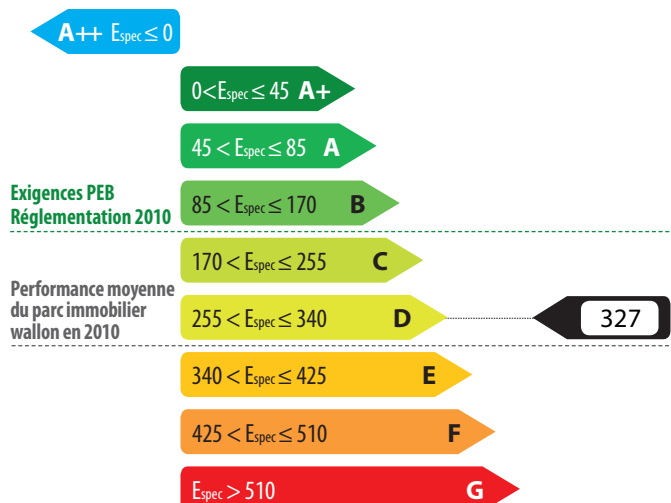 A++ Espec ≤ 0
0<Espec ≤ 45 A+
45 < Espec ≤ 85 A
Exigences PEB
Réglementation 2010
85 < Espec ≤ 170 B
170 < Espec ≤ 255 C
Performance moyenne
du parc immobilier
wallon en 2010
255 < Espec ≤ 340 D
327
340 < Espec ≤ 425 E
425 < Espec ≤ 510 F
Espec > 510 G